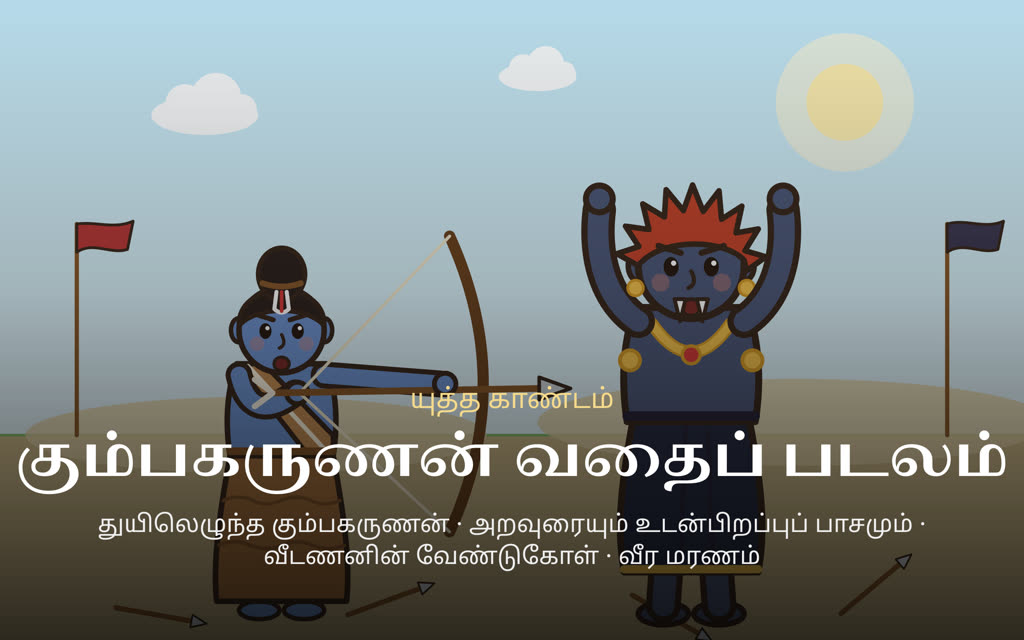 யுத்த காண்டம்
கும்பகருணன் வதைப் படலம்
துயிலெழுந்த கும்பகருணன் · அறவுரையும் உடன்பிறப்புப் பாசமும் ·
வீடணனின் வேண்டுகோள் · வீர மரணம்